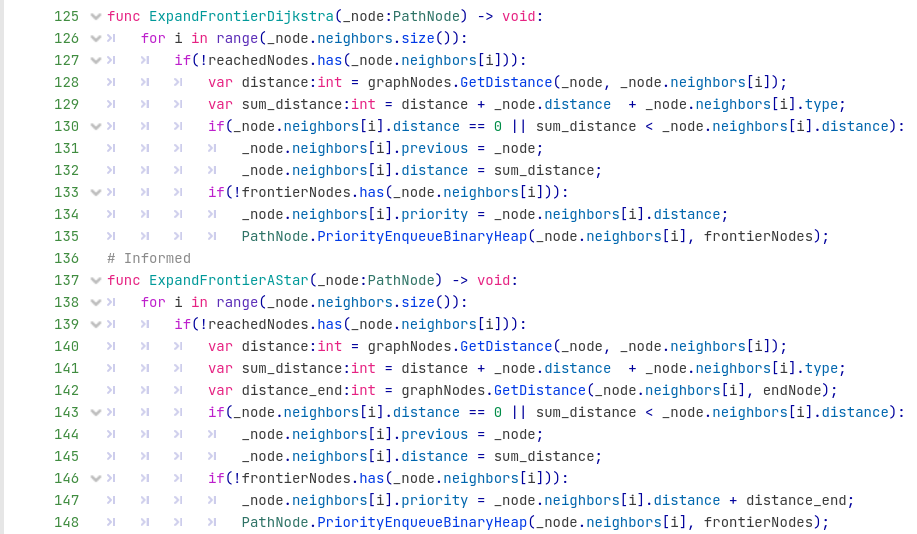 125 func ExpandFrontierDijkstra(_node:PathNode) -> void:
126 for i in range(_node.neighbors.size()):
127 if(!reachedNodes.has(_node.neighbors[i])):
128 var distance:int = graphNodes.GetDistance(_node, _node.neighbors[i]);
129 var sum_distance:int = distance + _node.distance  + _node.neighbors[i].type;
130 if(_node.neighbors[i].distance == 0 || sum_distance < _node.neighbors[i].distance):
131 _node.neighbors[i].previous = _node;
132 _node.neighbors[i].distance = sum_distance;
133 if(!frontierNodes.has(_node.neighbors[i])):
134 _node.neighbors[i].priority = _node.neighbors[i].distance;
135 PathNode.PriorityEnqueueBinaryHeap(_node.neighbors[i], frontierNodes);
136 # Informed
137 func ExpandFrontierAStar(_node:PathNode) -> void:
138 for i in range(_node.neighbors.size()):
139 if(!reachedNodes.has(_node.neighbors[i])):
140 var distance:int = graphNodes.GetDistance(_node, _node.neighbors[i]);
141 var sum_distance:int = distance + _node.distance  + _node.neighbors[i].type;
142 var distance_end:int = graphNodes.GetDistance(_node.neighbors[i], endNode);
143 if(_node.neighbors[i].distance == 0 || sum_distance < _node.neighbors[i].distance):
144 _node.neighbors[i].previous = _node;
145 _node.neighbors[i].distance = sum_distance;
146 if(!frontierNodes.has(_node.neighbors[i])):
147 _node.neighbors[i].priority = _node.neighbors[i].distance + distance_end;
148 PathNode.PriorityEnqueueBinaryHeap(_node.neighbors[i], frontierNodes);